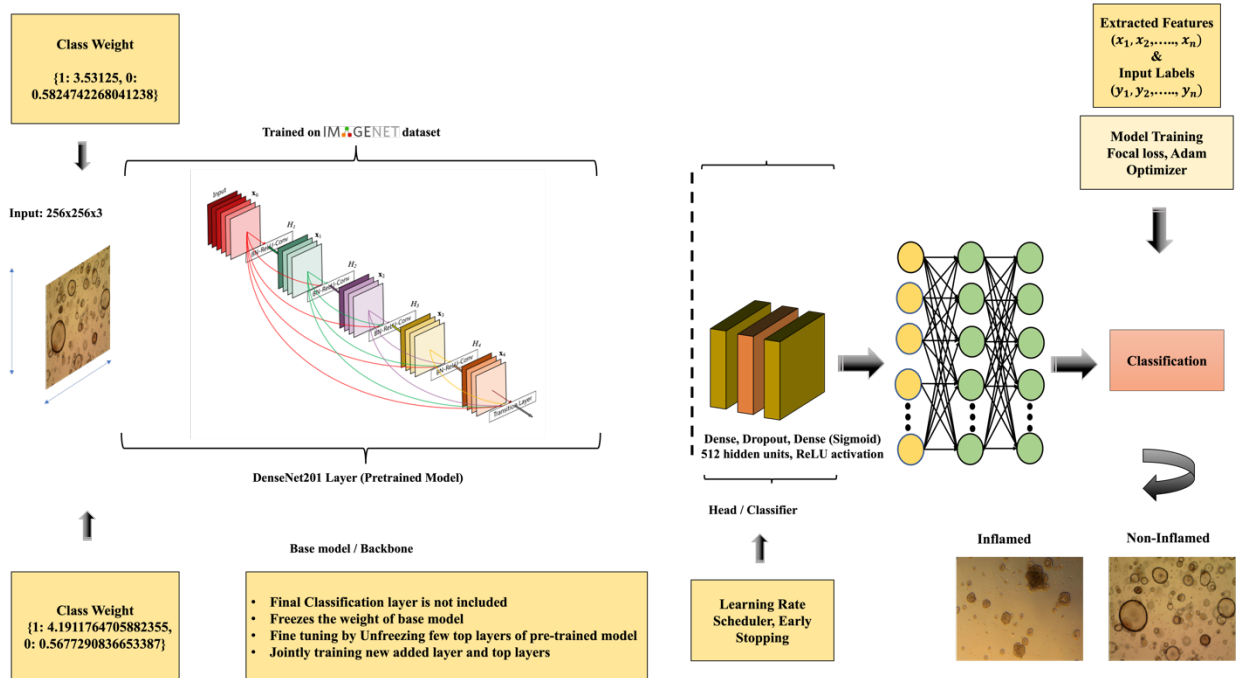 Class Weight
{1: 3.53125, 0:
0.5824742268041238}
Extracted Features
(x₁, x₂,....., xₙ)
&
Input Labels
(y₁, y₂,....., yₙ)
Model Training
Focal loss, Adam
Optimizer
Trained on IMAGENET dataset
Input: 256x256x3
Input
x₀
H₁
BN-ReLU-Conv
x₁
H₂
BN-ReLU-Conv
x₂
H₃
BN-ReLU-Conv
x₃
H₄
BN-ReLU-Conv
x₄
Transition Layer
DenseNet201 Layer (Pretrained Model)
Dense, Dropout, Dense (Sigmoid)
512 hidden units, ReLU activation
Head / Classifier
Classification
Inflamed
Non-Inflamed
Base model / Backbone
Class Weight
{1: 4.1911764705882355,
0: 0.5677290836653387}
• Final Classification layer is not included
• Freezes the weight of base model
• Fine tuning by Unfreezing few top layers of pre-trained model
• Jointly training new added layer and top layers
Learning Rate
Scheduler, Early
Stopping